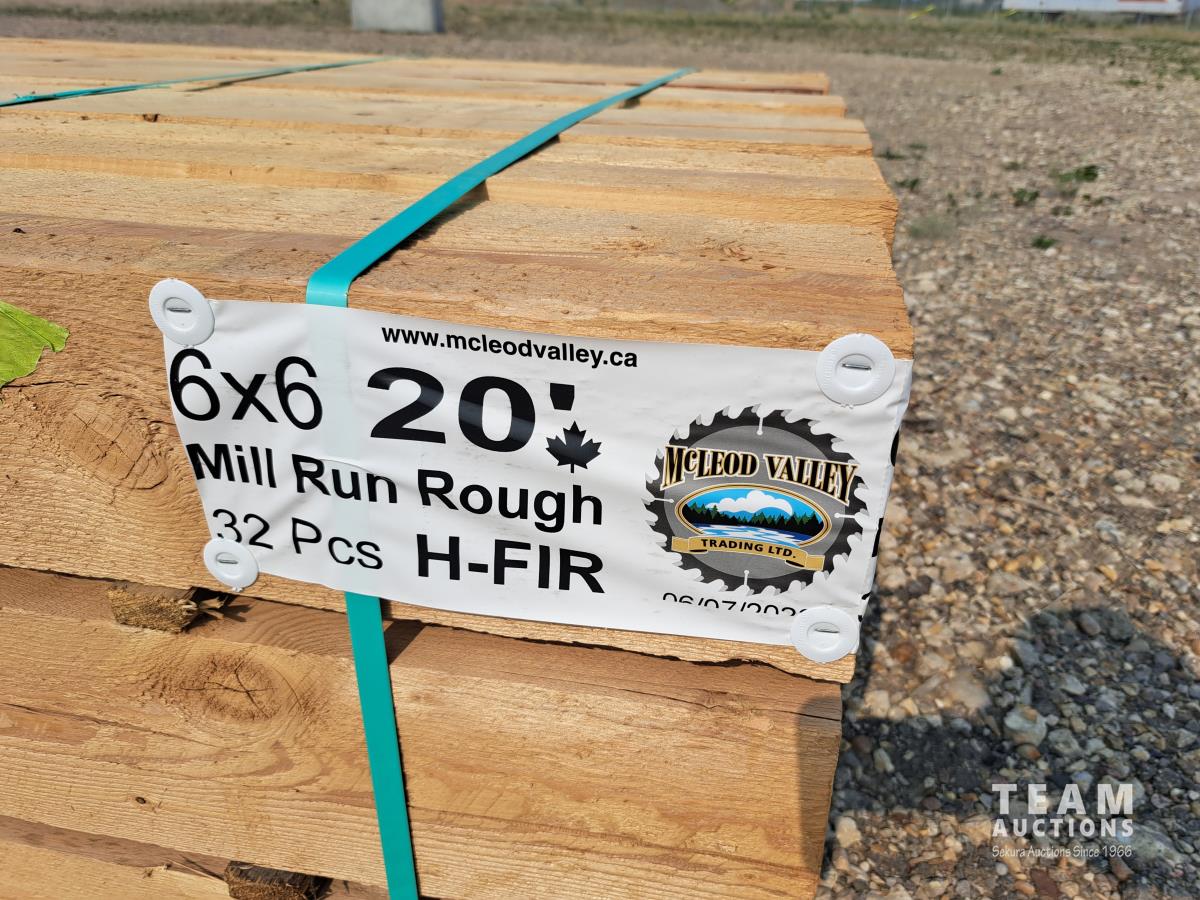 www.mcleodvalley.ca
6x6 20'
Mill Run Rough
32 Pcs H-FIR
McLEOD VALLEY
TRADING LTD.
TEAM
AUCTIONS
Sekura Auctions Since 1966